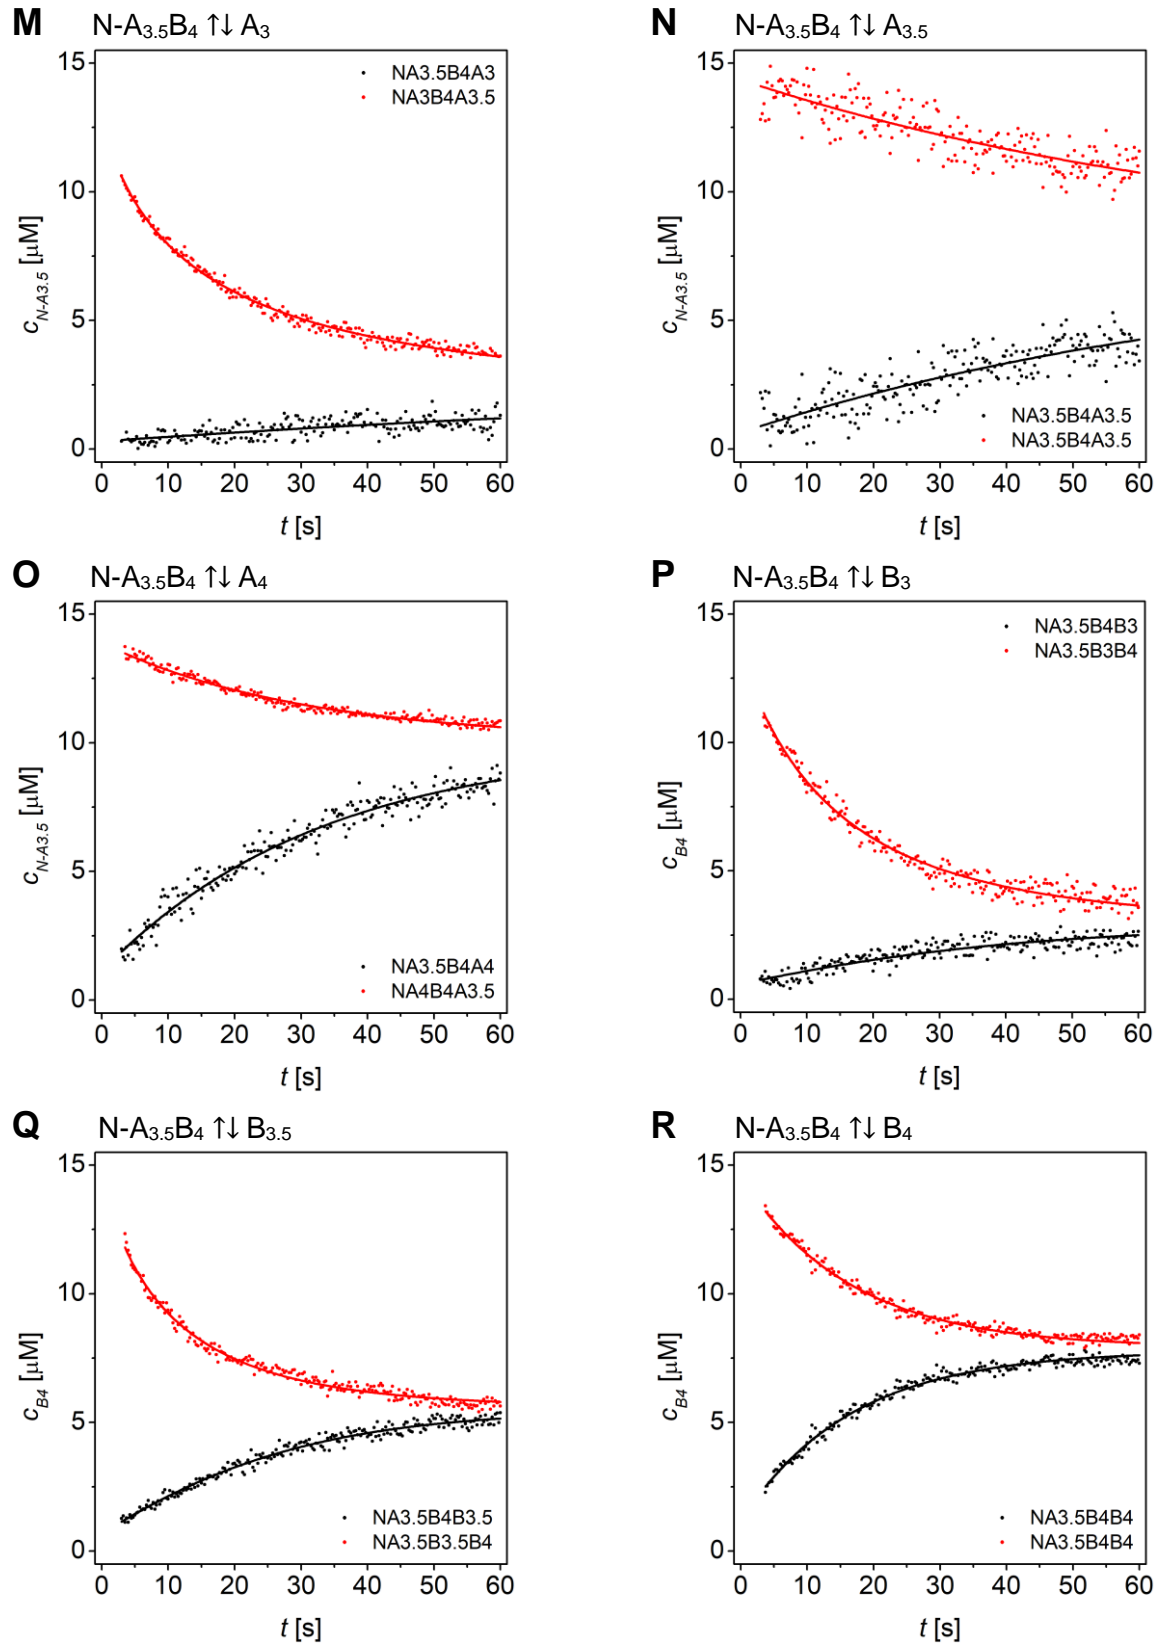 M N-A3.5B4 ↑↓ A3
15
10
5
0
cN-A3.5 [µM]
NA3.5B4A3
NA3B4A3.5
0 10 20 30 40 50 60
t [s]
N N-A3.5B4 ↑↓ A3.5
15
10
5
0
cN-A3.5 [µM]
NA3.5B4A3.5
NA3.5B4A3.5
0 10 20 30 40 50 60
t [s]
O N-A3.5B4 ↑↓ A4
15
10
5
0
cN-A3.5 [µM]
NA3.5B4A4
NA4B4A3.5
0 10 20 30 40 50 60
t [s]
P N-A3.5B4 ↑↓ B3
15
10
5
0
cB4 [µM]
NA3.5B4B3
NA3.5B3B4
0 10 20 30 40 50 60
t [s]
Q N-A3.5B4 ↑↓ B3.5
15
10
5
0
cB4 [µM]
NA3.5B4B3.5
NA3.5B3.5B4
0 10 20 30 40 50 60
t [s]
R N-A3.5B4 ↑↓ B4
15
10
5
0
cB4 [µM]
NA3.5B4B4
NA3.5B4B4
0 10 20 30 40 50 60
t [s]